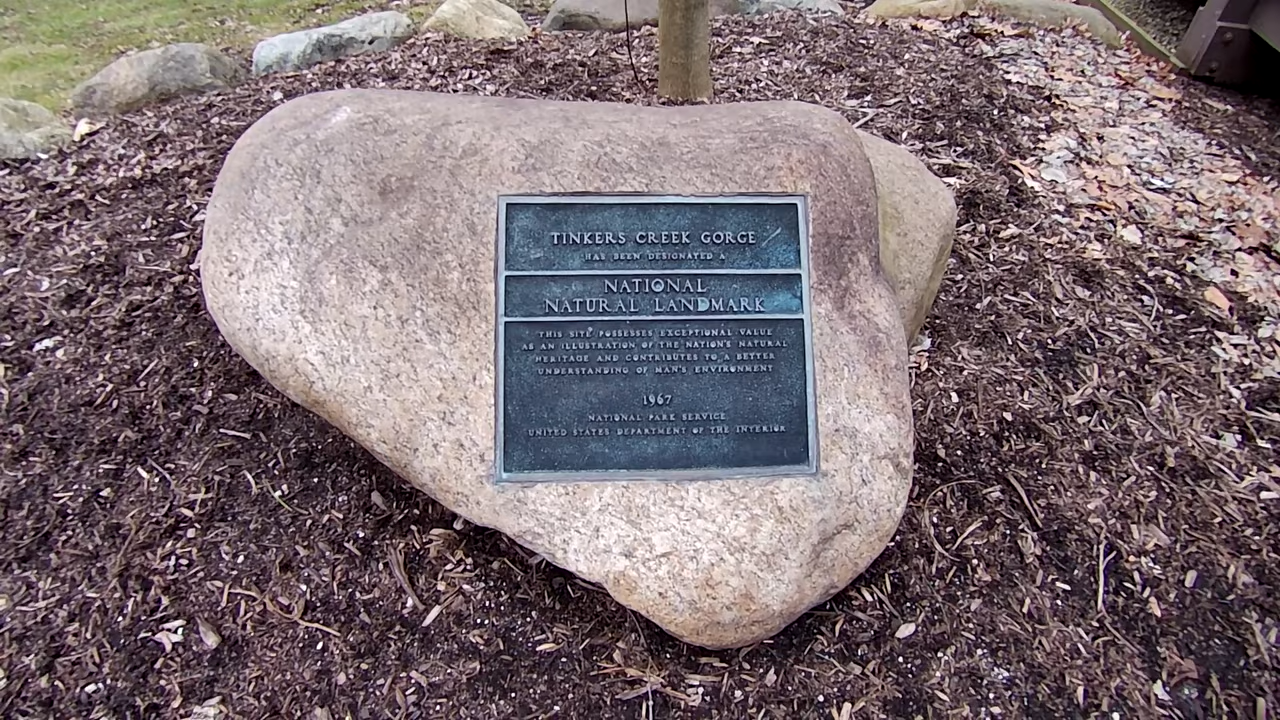 TINKERS CREEK GORGE
HAS BEEN DESIGNATED A
NATIONAL
NATURAL LANDMARK
THIS SITE POSSESSES EXCEPTIONAL VALUE
AS AN ILLUSTRATION OF THE NATION'S NATURAL
HERITAGE AND CONTRIBUTES TO A BETTER
UNDERSTANDING OF MAN'S ENVIRONMENT
1967
NATIONAL PARK SERVICE
UNITED STATES DEPARTMENT OF THE INTERIOR